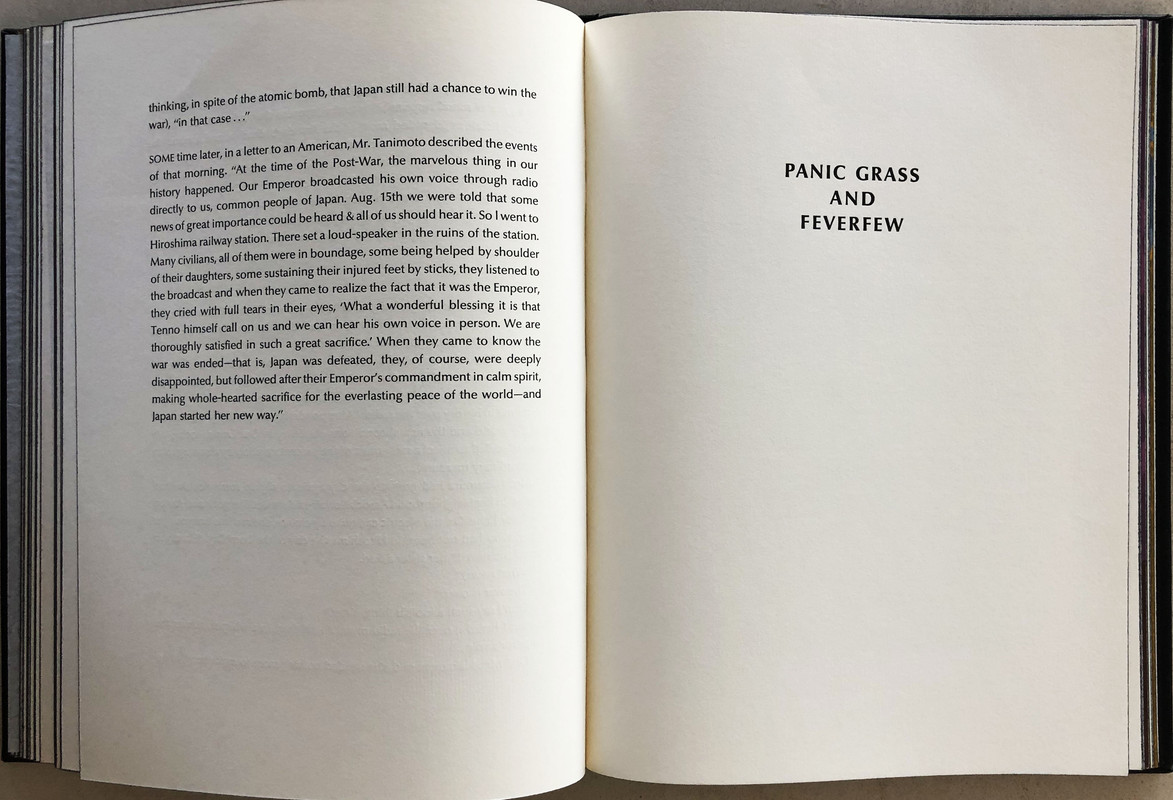 thinking, in spite of the atomic bomb, that Japan still had a chance to win the
war), “in that case . . .”
SOME time later, in a letter to an American, Mr. Tanimoto described the events
of that morning. “At the time of the Post-War, the marvelous thing in our
history happened. Our Emperor broadcasted his own voice through radio
directly to us, common people of Japan. Aug. 15th we were told that some
news of great importance could be heard & all of us should hear it. So I went to
Hiroshima railway station. There set a loud-speaker in the ruins of the station.
Many civilians, all of them were in boundage, some being helped by shoulder
of their daughters, some sustaining their injured feet by sticks, they listened to
the broadcast and when they came to realize the fact that it was the Emperor,
they cried with full tears in their eyes, ‘What a wonderful blessing it is that
Tenno himself call on us and we can hear his own voice in person. We are
thoroughly satisfied in such a great sacrifice.’ When they came to know the
war was ended—that is, Japan was defeated, they, of course, were deeply
disappointed, but followed after their Emperor’s commandment in calm spirit,
making whole-hearted sacrifice for the everlasting peace of the world—and
Japan started her new way.”
PANIC GRASS
AND
FEVERFEW